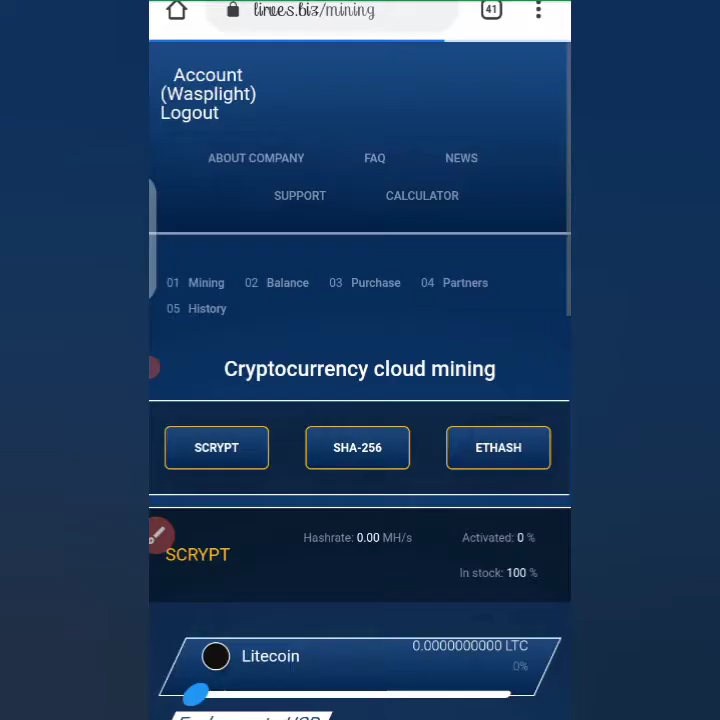 /mining
41
Account
(Wasplight)
Logout
ABOUT COMPANY FAQ NEWS
SUPPORT CALCULATOR
01 Mining 02 Balance 03 Purchase 04 Partners
05 History
Cryptocurrency cloud mining
SCRYPT SHA-256 ETHASH
SCRYPT
Hashrate: 0.00 MH/s
Activated: 0 %
In stock: 100 %
Litecoin
0.0000000000 LTC
0%